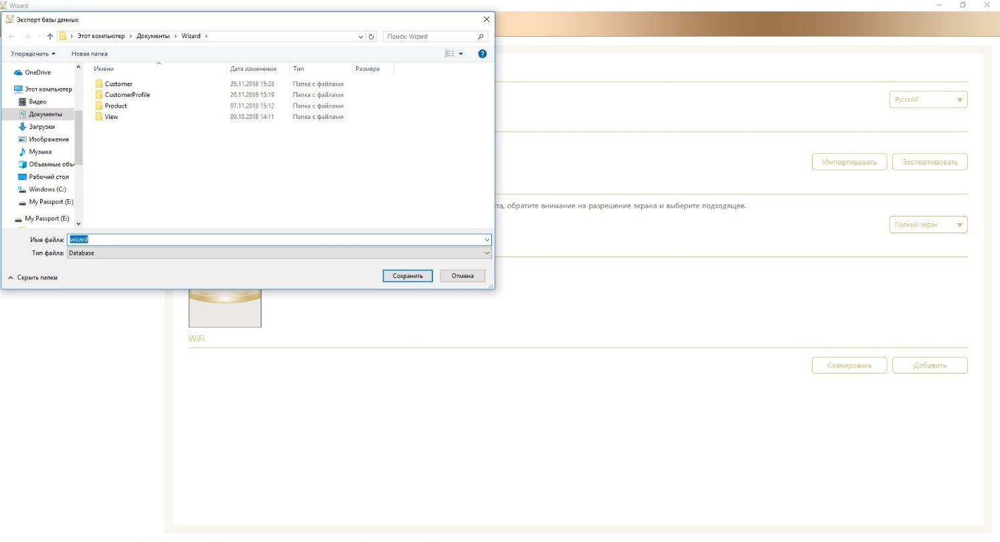 Wizard
Экспорт базы данных
Этот компьютер > Документы > Wizard >
Поиск: Wizard
Упорядочить
Новая папка
Имени
Дата изменения
Тип
Размера
OneDrive
Этот компьютер
Видео
Документы
Загрузки
Изображения
Музыка
Объемные объ
Рабочий стол
Windows (C:)
My Passport (E:)
My Passport (E:)
Customer 26.11.2018 15:28 Папка с файлами
CustomerProfile 26.11.2018 15:19 Папка с файлами
Product 07.11.2018 15:12 Папка с файлами
View 09.10.2018 14:11 Папка с файлами
Имя файла: wizard
Тип файла: Database
Скрыть папки
Сохранить
Отмена
Русский
Импортировать
Экспортировать
та, обратите внимание на разрешение экрана и выберите подходящее.
Полный экран
WiFi
Сканировать
Добавить